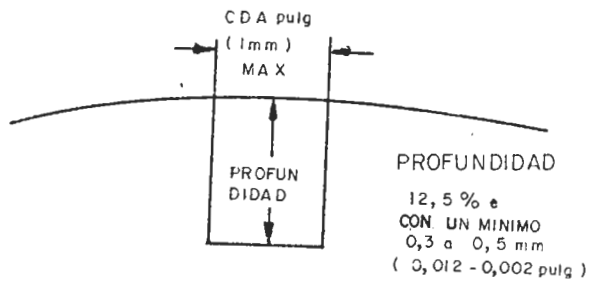 CDA pulg
(1mm)
MAX
PROFUN
DIDAD
PROFUNDIDAD
12,5% e
CON UN MINIMO
0,3 a 0,5 mm
(0,012-0,002 pulg)